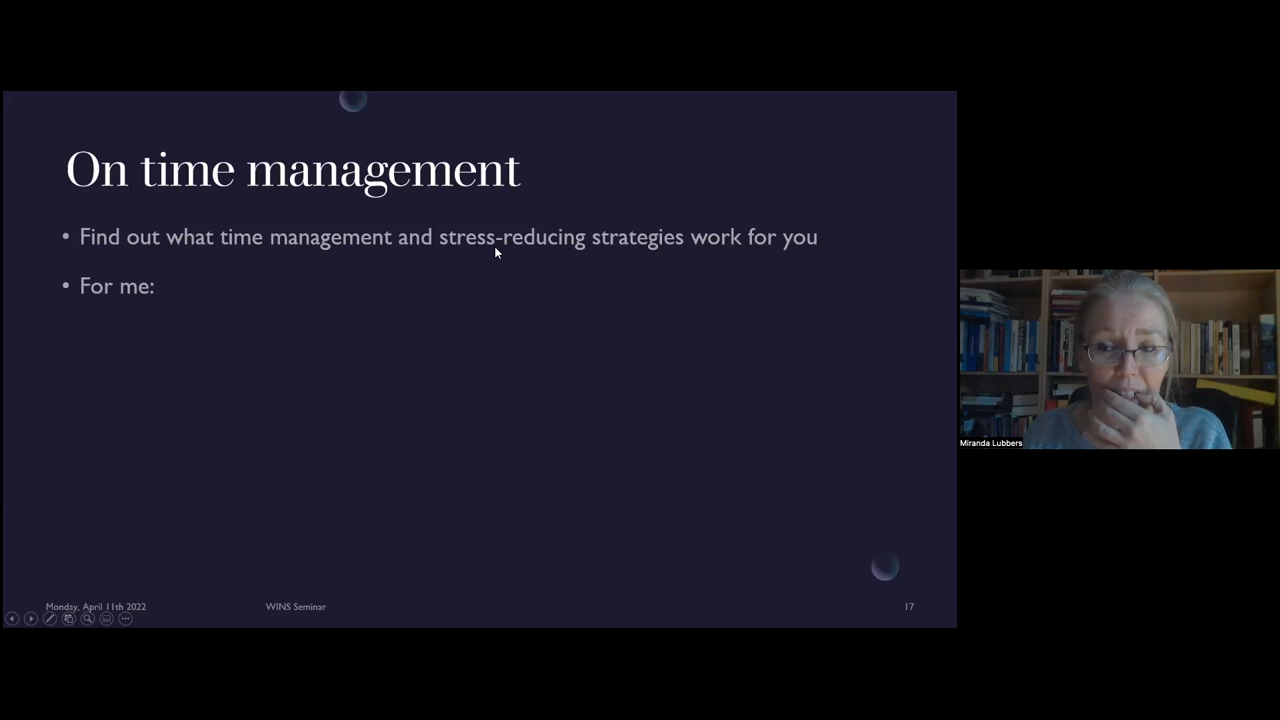 On time management
• Find out what time management and stress-reducing strategies work for you
• For me:
Monday, April 11th 2022
WINS Seminar
17
Miranda Lubbers